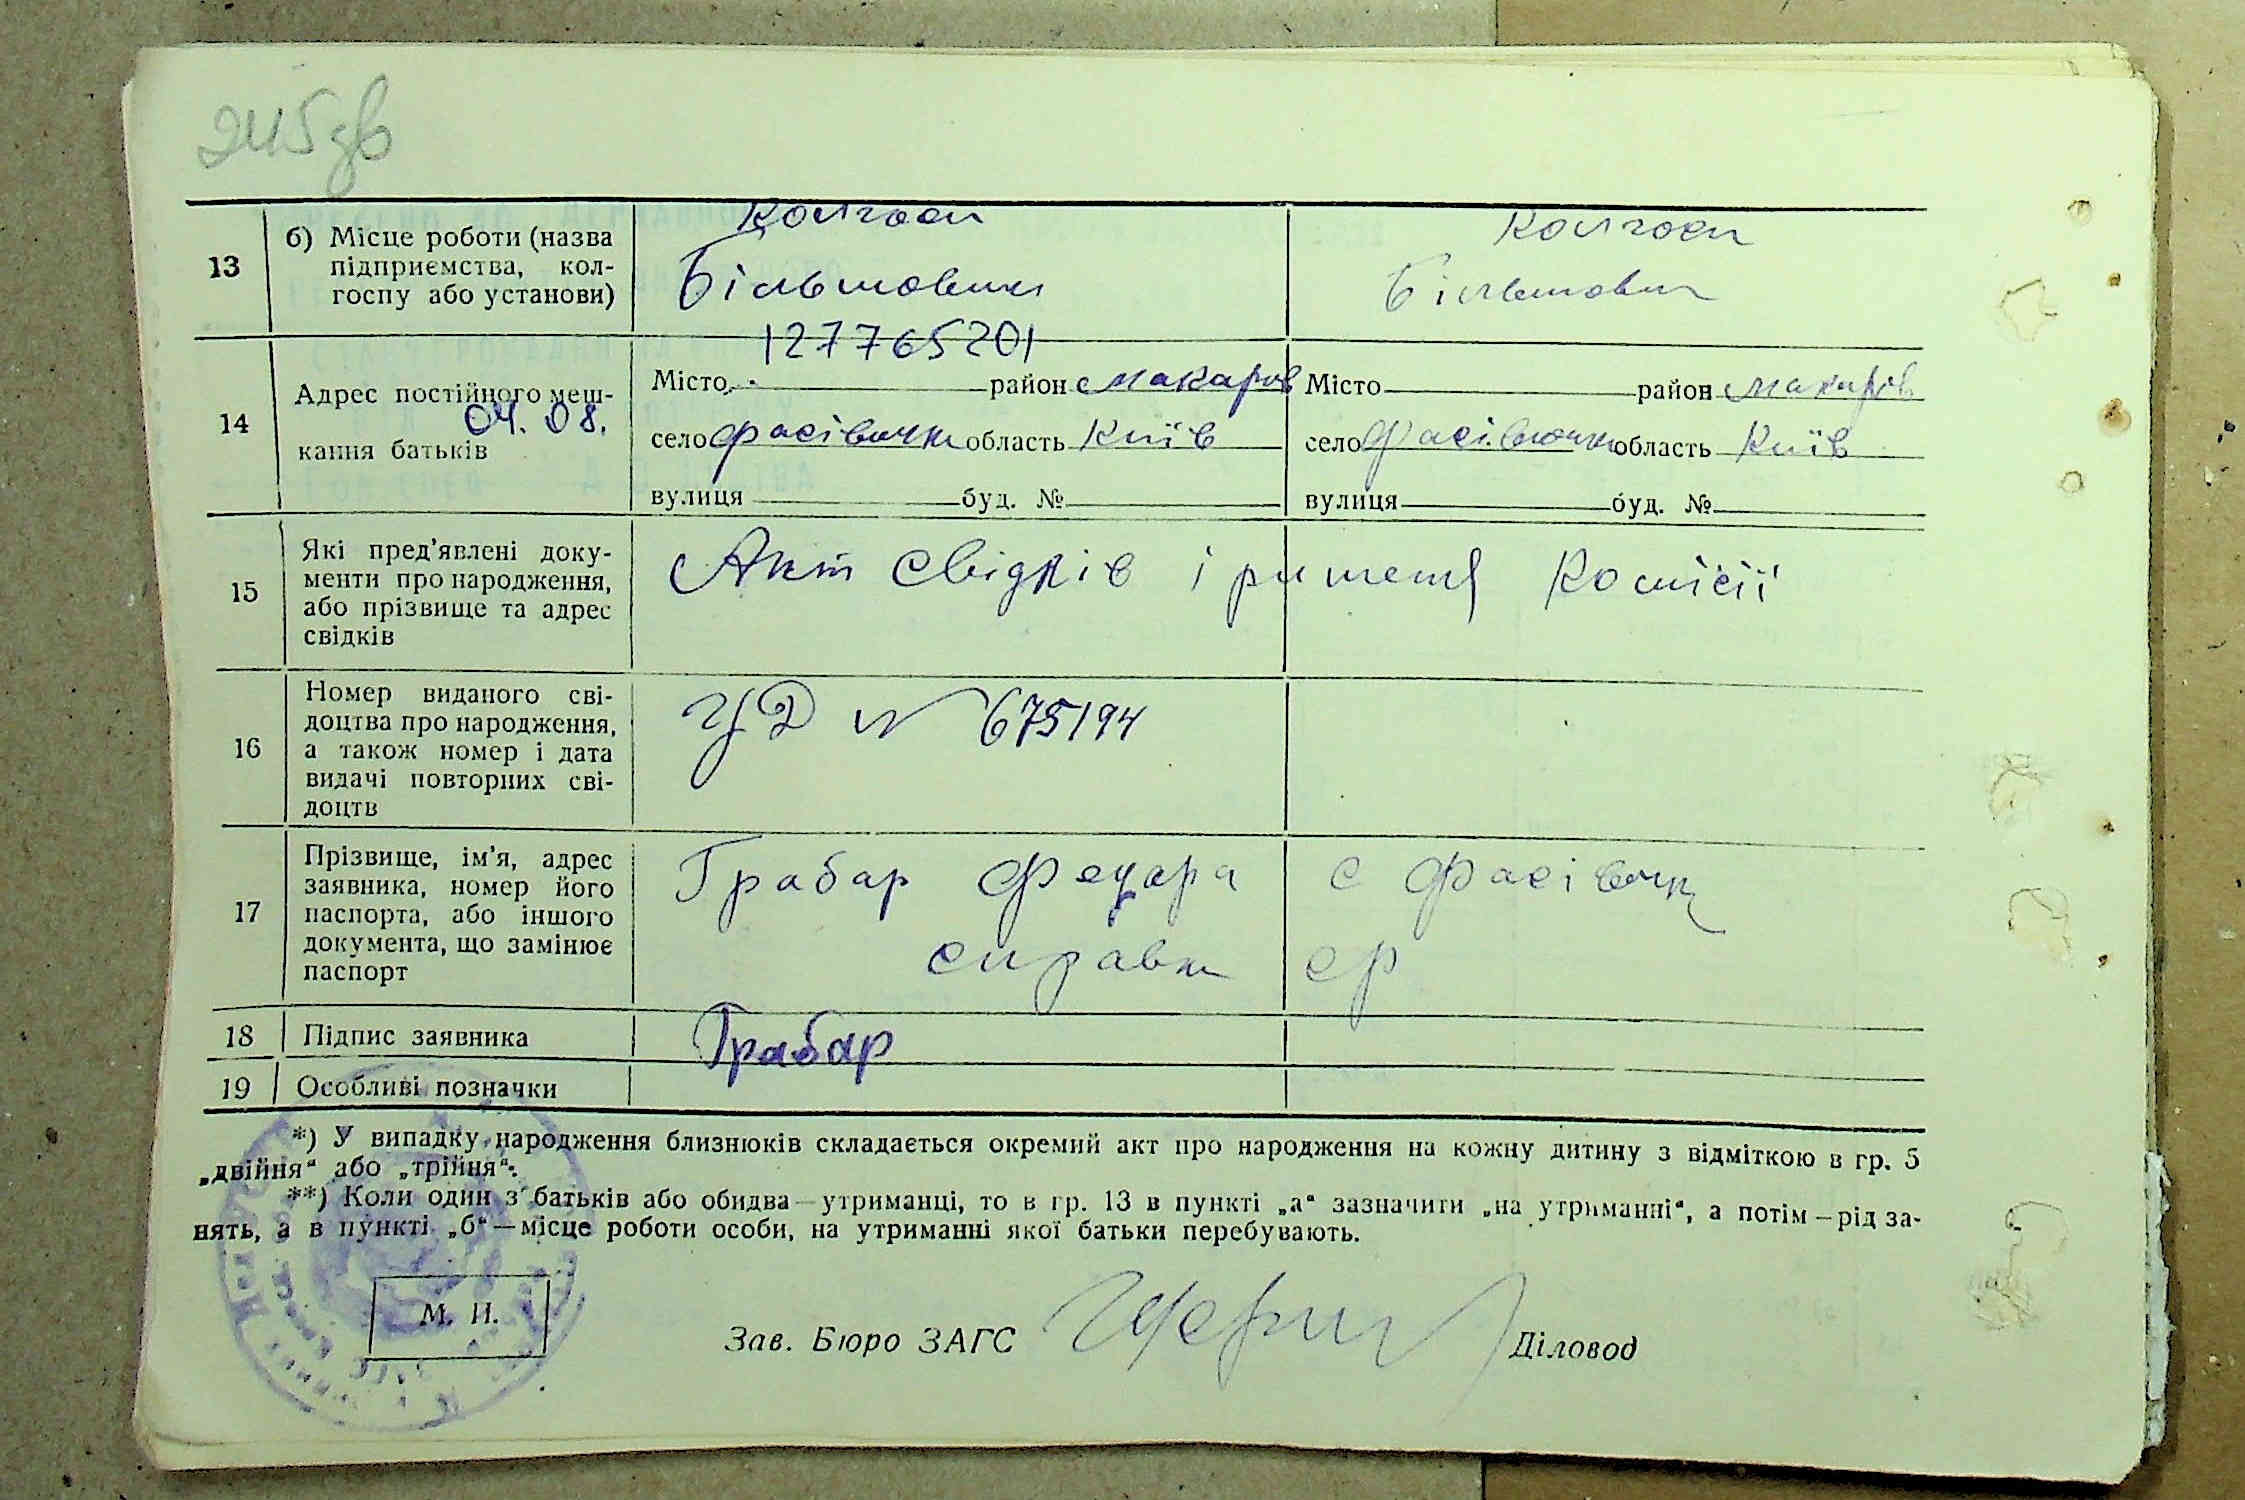 245зв
13
б) Місце роботи (назва
підприємства, кол-
госпу або установи)
Колгосп
Більшовик
Колгосп
Більшовик
127765201
04.08.
14
Адрес постійного меш-
кання батьків
Місто район Макарів
село Фасівочка область Київ
вулиця буд. №
Місто район Макарів
село Фасівочка область Київ
вулиця буд. №
15
Які пред'явлені доку-
менти про народження,
або прізвище та адрес
свідків
Акт свідків і рішення Комісії
16
Номер виданого сві-
доцтва про народження,
а також номер і дата
видачі повторних сві-
доцтв
УД № 675194
17
Прізвище, ім'я, адрес
заявника, номер його
паспорта, або іншого
документа, що замінює
паспорт
Грабар Федора с Фасівочка
справка ср
18
Підпис заявника
Грабар
19
Особливі позначки
*) У випадку народження близнюків складається окремий акт про народження на кожну дитину з відміткою в гр. 5
„двійня“ або „трійня“.
**) Коли один з батьків або обидва — утриманці, то в гр. 13 в пункті „а“ зазначити „на утриманні“, а потім — рід за-
нять, а в пункті „б“ — місце роботи особи, на утриманні якої батьки перебувають.
М. П.
Зав. Бюро ЗАГС
Діловод